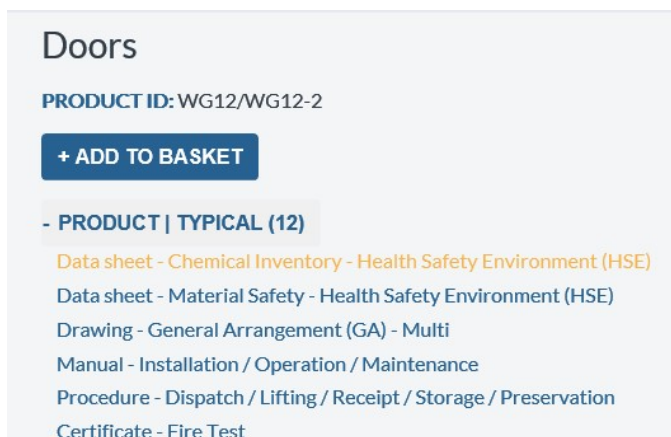 Doors
PRODUCT ID: WG12/WG12-2
+ ADD TO BASKET
- PRODUCT | TYPICAL (12)
Data sheet - Chemical Inventory - Health Safety Environment (HSE)
Data sheet - Material Safety - Health Safety Environment (HSE)
Drawing - General Arrangement (GA) - Multi
Manual - Installation / Operation / Maintenance
Procedure - Dispatch / Lifting / Receipt / Storage / Preservation
Certificate - Fire Test